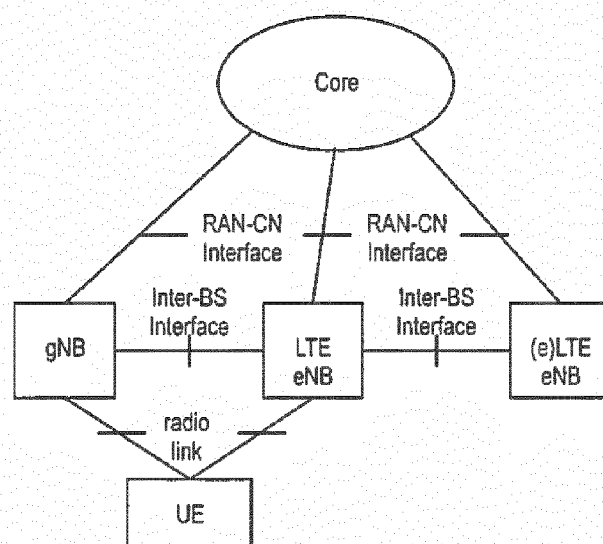 Core
RAN-CN
Interface
RAN-CN
Interface
Inter-BS
Interface
Inter-BS
Interface
gNB
LTE
eNB
(e)LTE
eNB
radio
link
UE